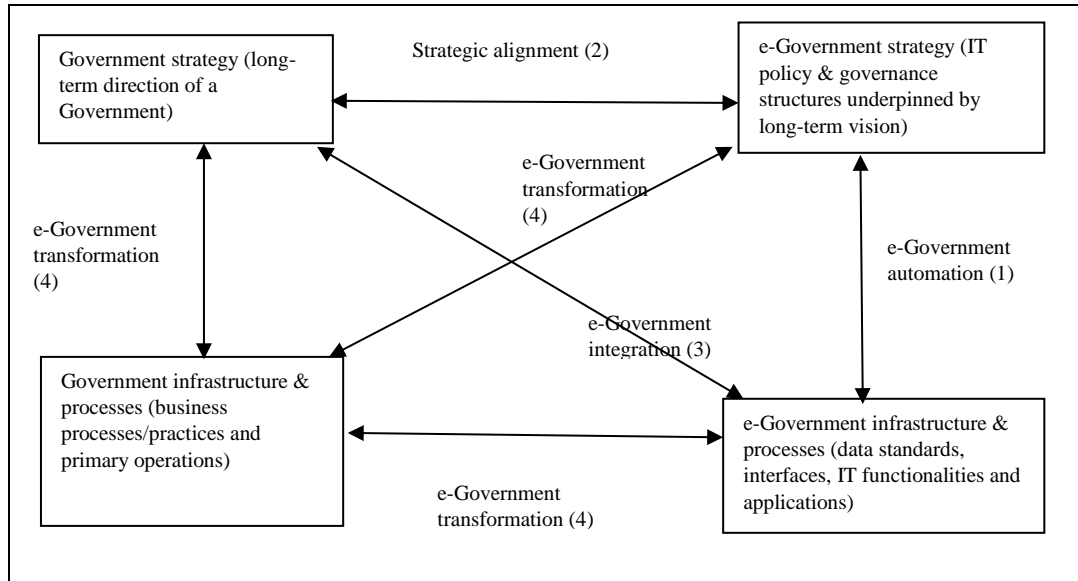 Government strategy (long-
term direction of a
Government)
Strategic alignment (2)
e-Government strategy (IT
policy & governance
structures underpinned by
long-term vision)
e-Government
transformation
(4)
e-Government
transformation
(4)
e-Government
automation (1)
e-Government
integration (3)
Government infrastructure &
processes (business
processes/practices and
primary operations)
e-Government infrastructure &
processes (data standards,
interfaces, IT functionalities and
applications)
e-Government
transformation (4)